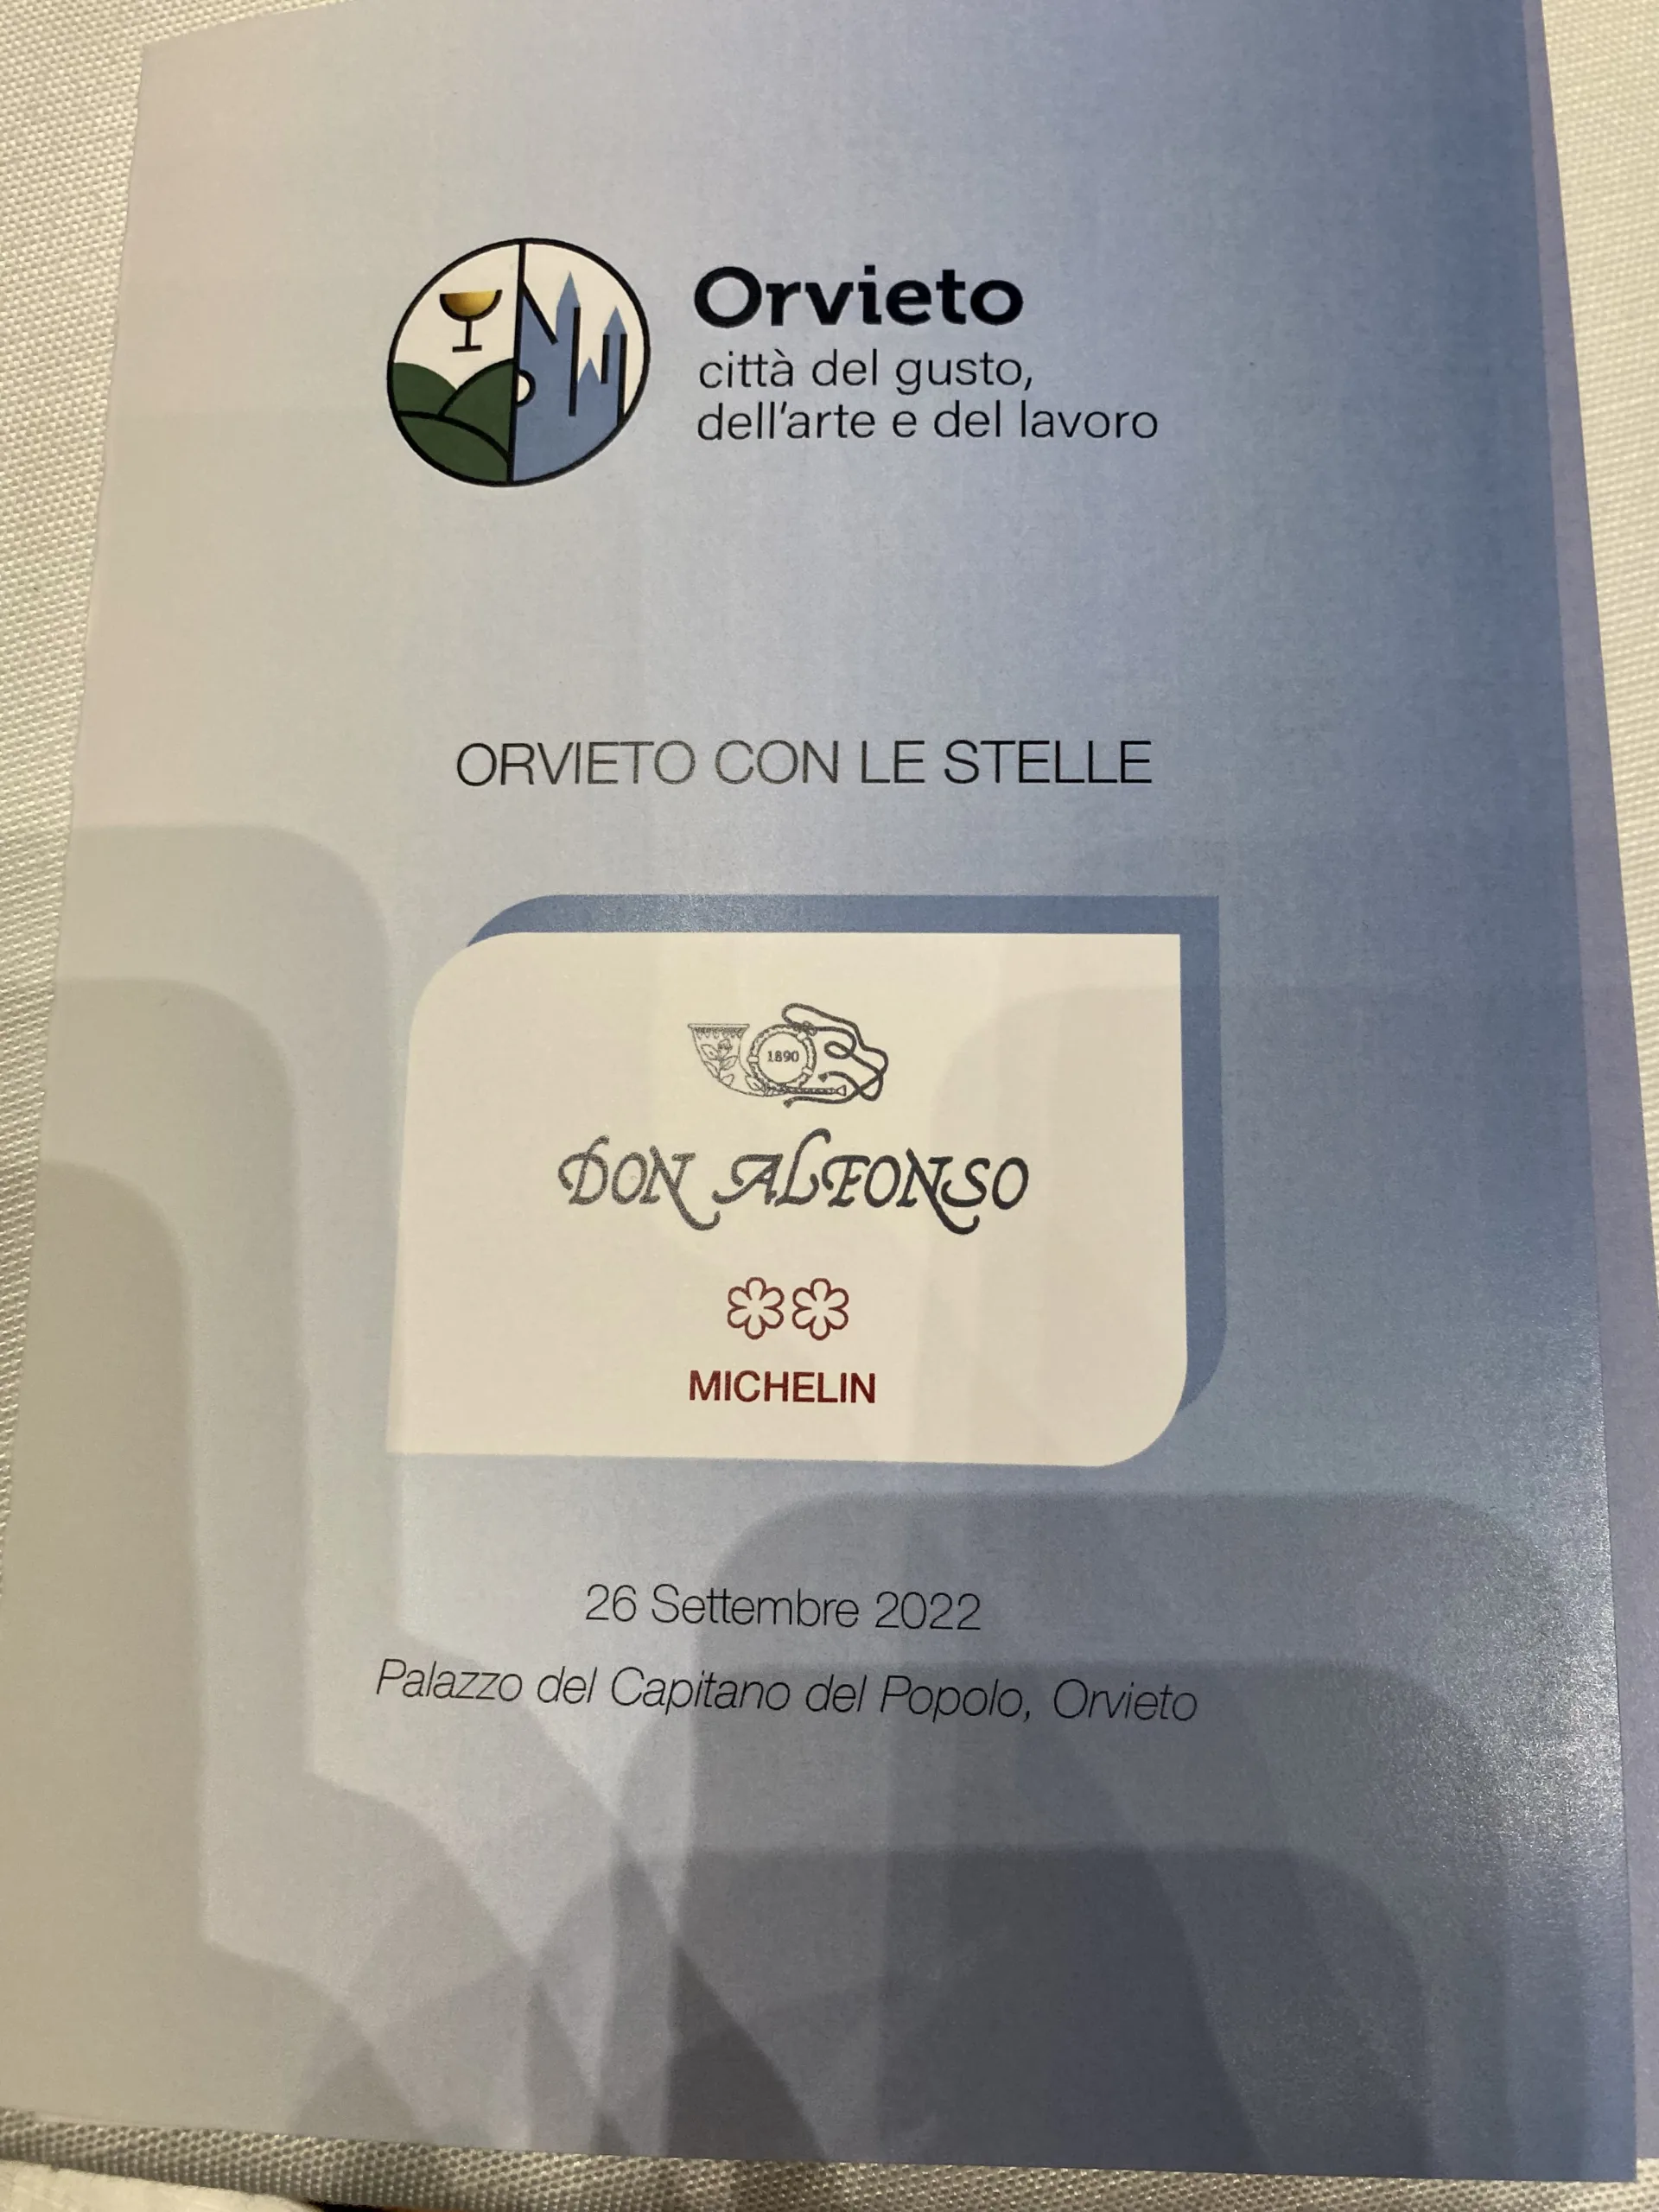 Orvieto
città del gusto,
dell'arte e del lavoro
ORVIETO CON LE STELLE
1890
DON ALFONSO
MICHELIN
26 Settembre 2022
Palazzo del Capitano del Popolo, Orvieto